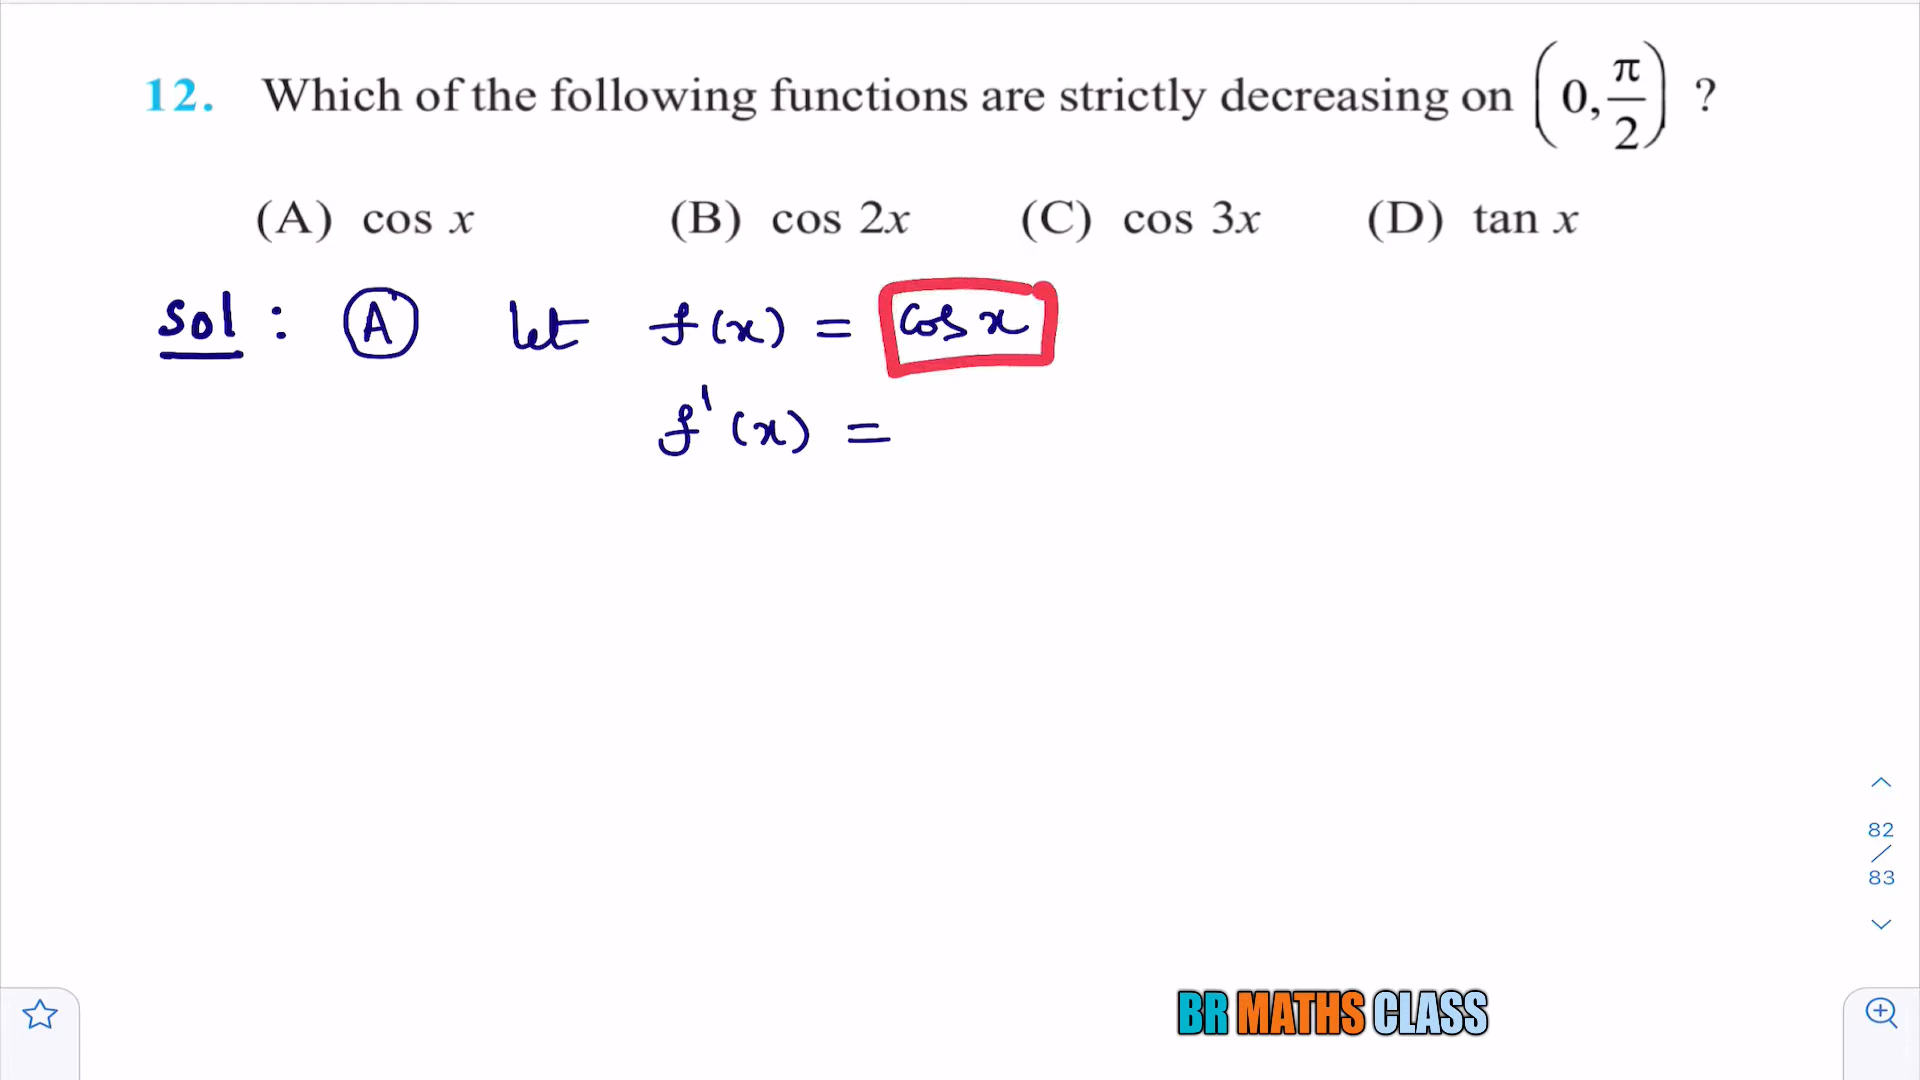 12. Which of the following functions are strictly decreasing on (0, π/2) ?
(A) cos x (B) cos 2x (C) cos 3x (D) tan x
Sol : (A) let f(x) = cos x
f'(x) =
82
/
83
BR MATHS CLASS